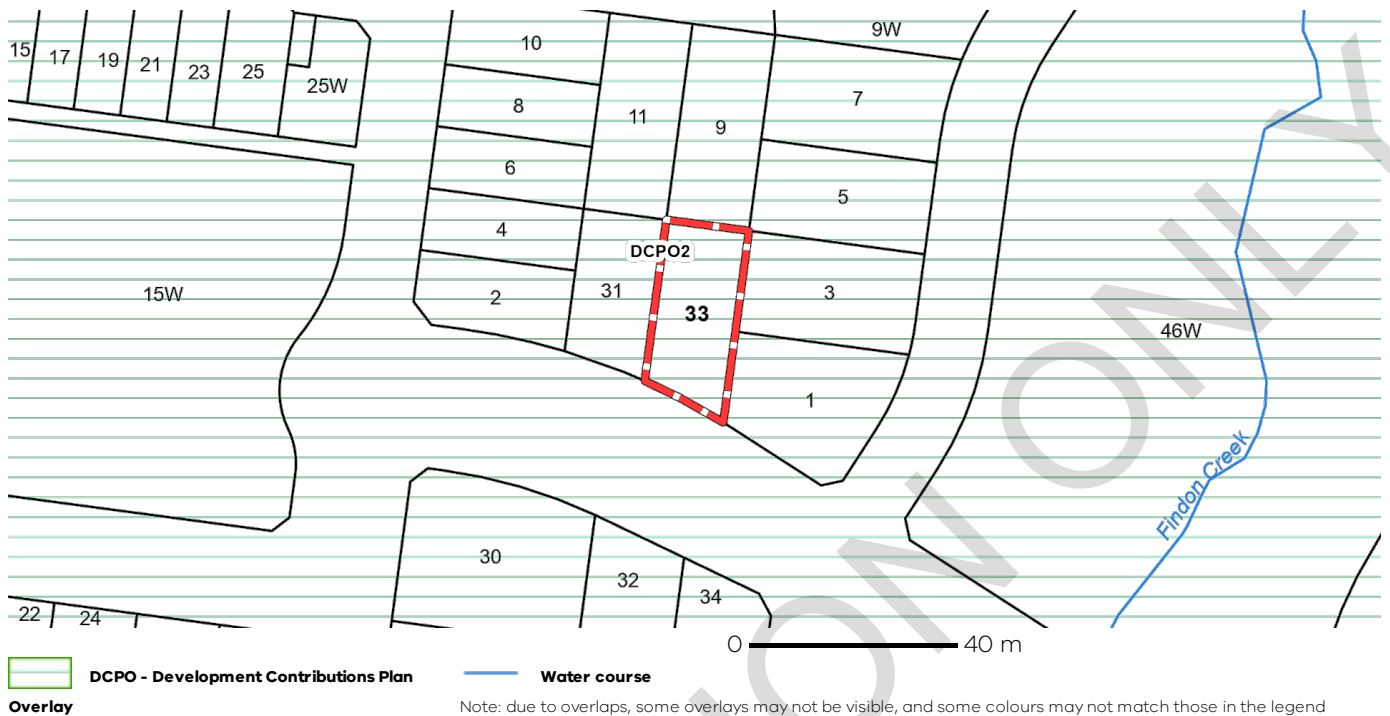 9W
10
15
17
19
21
23
25
25W
8
11
9
7
6
5
4
DCPO2
15W
2
31
33
3
46W
1
Findon Creek
30
32
34
22
24
0 40 m
DCPO - Development Contributions Plan
Overlay
Water course
Note: due to overlaps, some overlays may not be visible, and some colours may not match those in the legend
ON ONLY